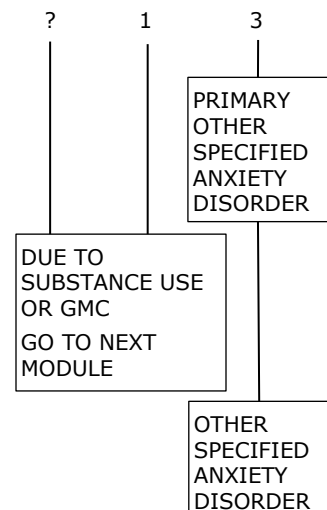 ? 1 3
PRIMARY
OTHER
SPECIFIED
ANXIETY
DISORDER
DUE TO
SUBSTANCE USE
OR GMC
GO TO NEXT
MODULE
OTHER
SPECIFIED
ANXIETY
DISORDER